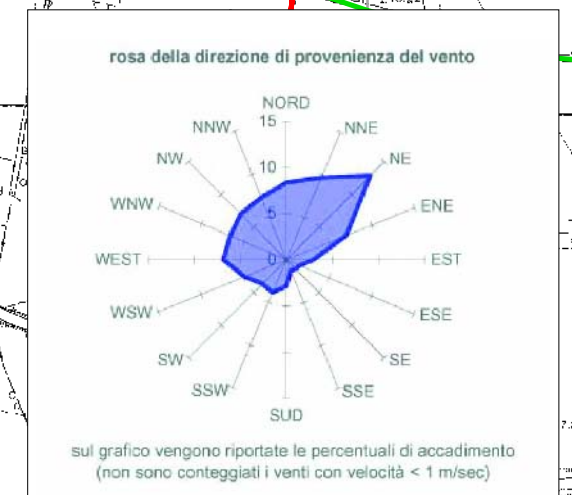 rosa della direzione di provenienza del vento
NORD
15
NNW
NNE
10
NW
NE
5
WNW
ENE
WEST
0
EST
WSW
ESE
SW
SE
SSW
SSE
SUD
sul grafico vengono riportate le percentuali di accadimento
(non sono conteggiati i venti con velocità < 1 m/sec)